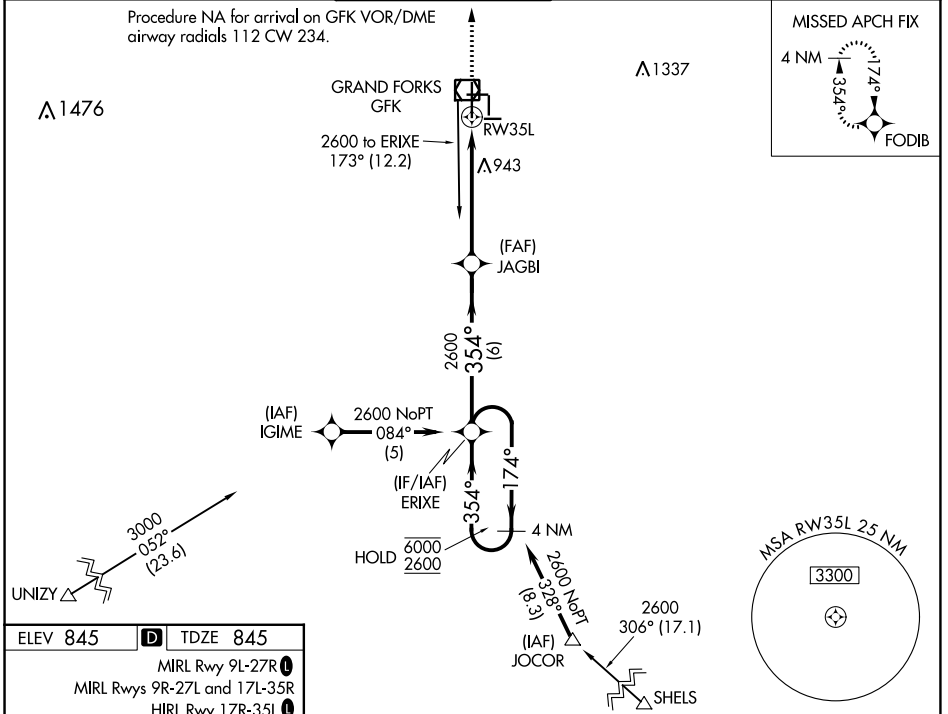 Procedure NA for arrival on GFK VOR/DME
airway radials 112 CW 234.
MISSED APCH FIX
4 NM
354°
174°
FODIB
1476
1337
GRAND FORKS
GFK
RW35L
2600 to ERIXE
173° (12.2)
943
(FAF)
JAGBI
2600
354°
(6)
(IAF)
IGIME
2600 NoPT
084°
(5)
(IF/IAF)
ERIXE
354°
174°
4 NM
HOLD 6000
2600
3000
052°
(23.6)
UNIZY
2600 NoPT
328°
(8.3)
(IAF)
JOCOR
2600
306° (17.1)
SHELS
MSA RW35L 25 NM
3300
ELEV 845 D TDZE 845
MIRL Rwy 9L-27R L
MIRL Rwys 9R-27L and 17L-35R
HIRL Rwy 17R-35L L